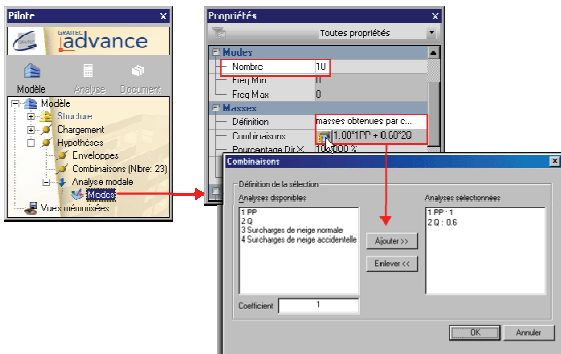 Pilote
GRAITEC
advance
Modèle
Analyse
Document
Modèle
Structure
Chargement
Hypothèses
Enveloppes
Combinaisons (Nbre: 23)
Analyse modale
Modes
Vues mémorisées
Propriétés
Toutes propriétés
Modes
Nombre 10
Freq Min 0
Freq Max 0
Masses
Définition masses obtenues par c...
Combinaisons 1.00*1PP + 0.60*2Q
Pourcentage Dir.X
Combinaisons
Définition de la sélection
Analyses disponibles
1 PP
2 Q
3 Surcharges de neige normale
4 Surcharges de neige accidentelle
Ajouter >>
Enlever <<
Analyses sélectionnées
1 PP : 1
2 Q : 0.6
Coefficient 1
OK
Annuler